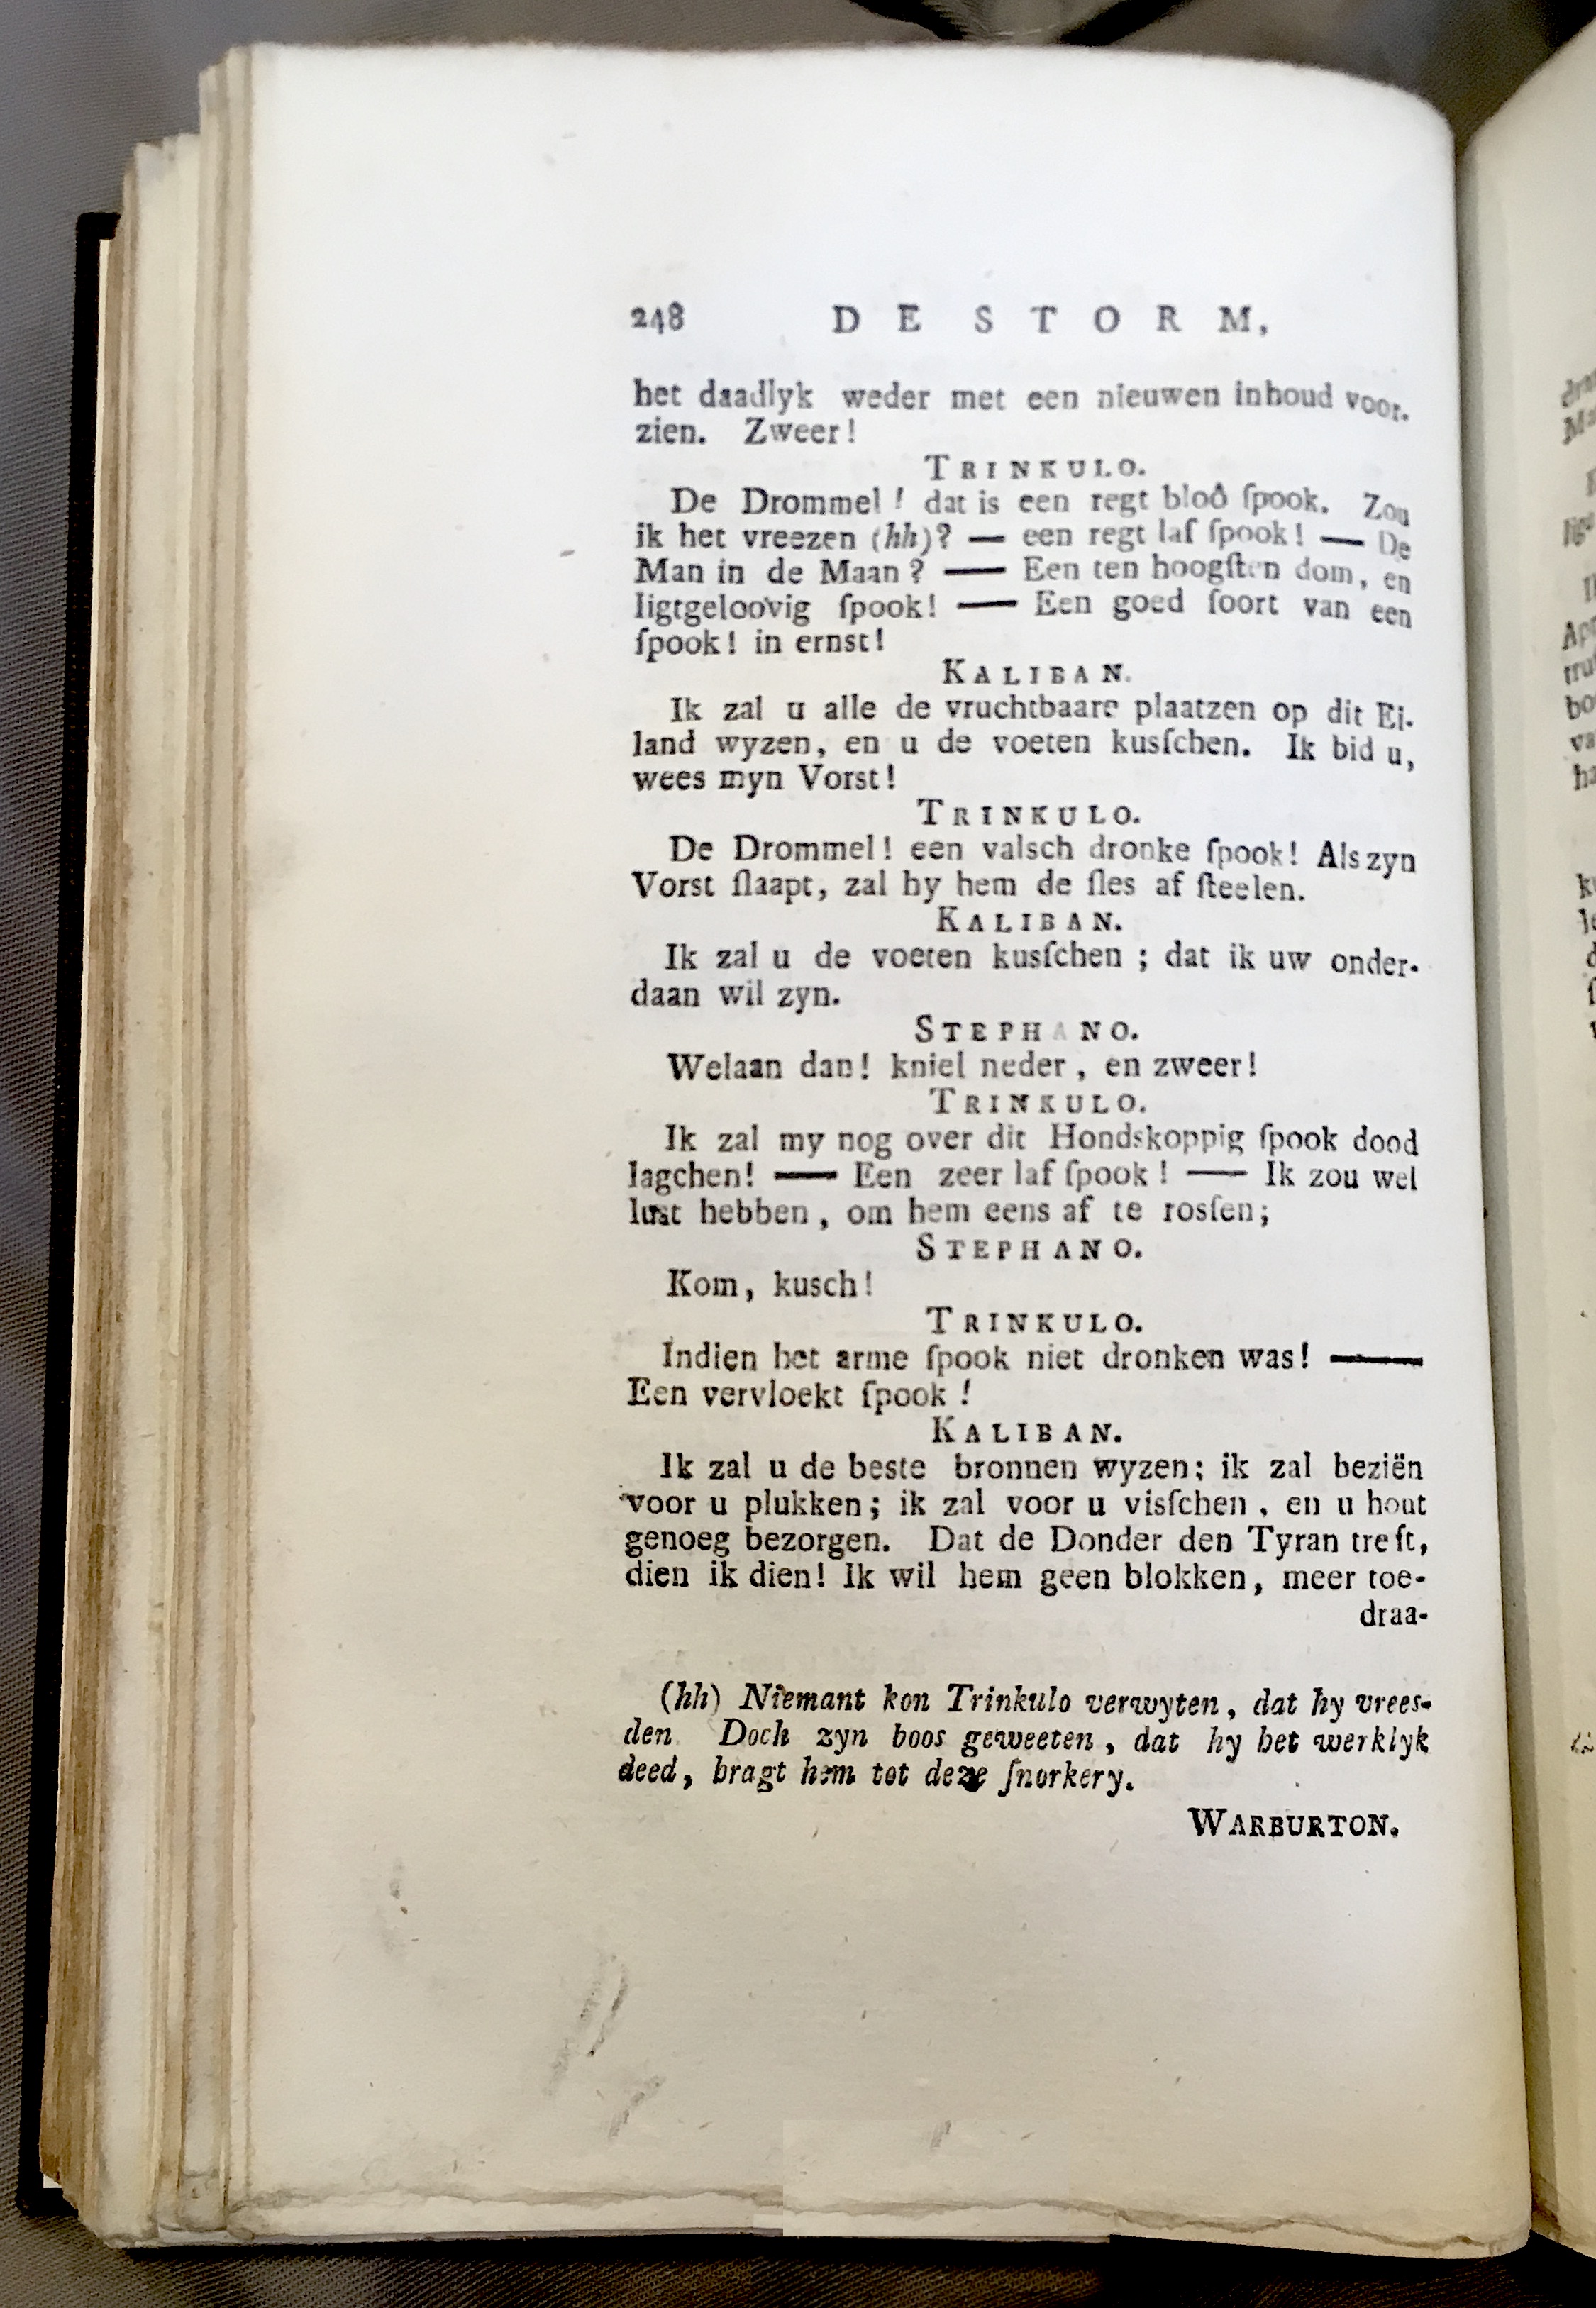 248 DE STORM,
het daadlyk weder met een nieuwen inhoud voor-
zien. Zweer!
TRINKULO.
De Drommel! dat is een regt bloô ſpook. Zou
ik het vreezen (hh)? — een regt laf ſpook! — De
Man in de Maan? — Een ten hoogſten dom, en
ligtgeloovig ſpook! — Een goed ſoort van een
ſpook! in ernst!
KALIBAN.
Ik zal u alle de vruchtbaare plaatzen op dit Ei-
land wyzen, en u de voeten kusſchen. Ik bid u,
wees myn Vorst!
TRINKULO.
De Drommel! een valsch dronke ſpook! Als zyn
Vorst ſlaapt, zal hy hem de fles af ſteelen.
KALIBAN.
Ik zal u de voeten kusſchen; dat ik uw onder-
daan wil zyn.
STEPHANO.
Welaan dan! kniel neder, en zweer!
TRINKULO.
Ik zal my nog over dit Hondskoppig ſpook dood
lagchen! — Een zeer laf ſpook! — Ik zou wel
lust hebben, om hem eens af te rosſen;
STEPHANO.
Kom, kusch!
TRINKULO.
Indien het arme ſpook niet dronken was! —
Een vervloekt ſpook!
KALIBAN.
Ik zal u de beste bronnen wyzen; ik zal beziën
voor u plukken; ik zal voor u visſchen, en u hout
genoeg bezorgen. Dat de Donder den Tyran treft,
dien ik dien! Ik wil hem geen blokken, meer toe-
draa-
(hh) Niemant kon Trinkulo verwyten, dat hy vrees-
den Doch zyn boos geweeten, dat hy het werklyk
deed, bragt hem tot deze ſnorkery.
WARBURTON.